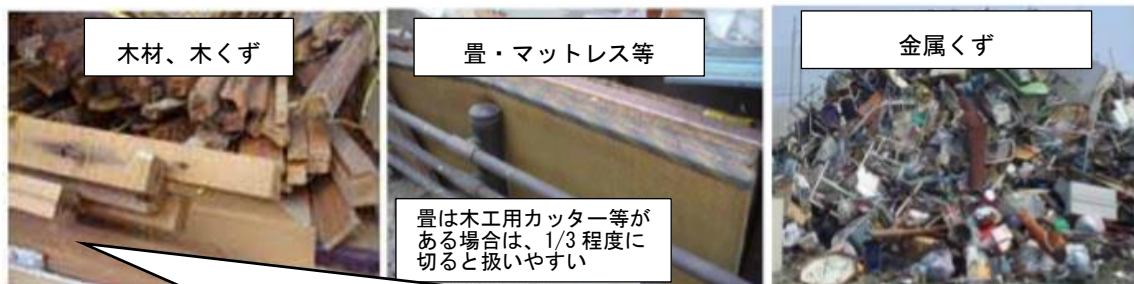 木材、木くず
畳・マットレス等
金属くず
畳は木工用カッター等が
ある場合は、1/3 程度に
切ると扱いやすい